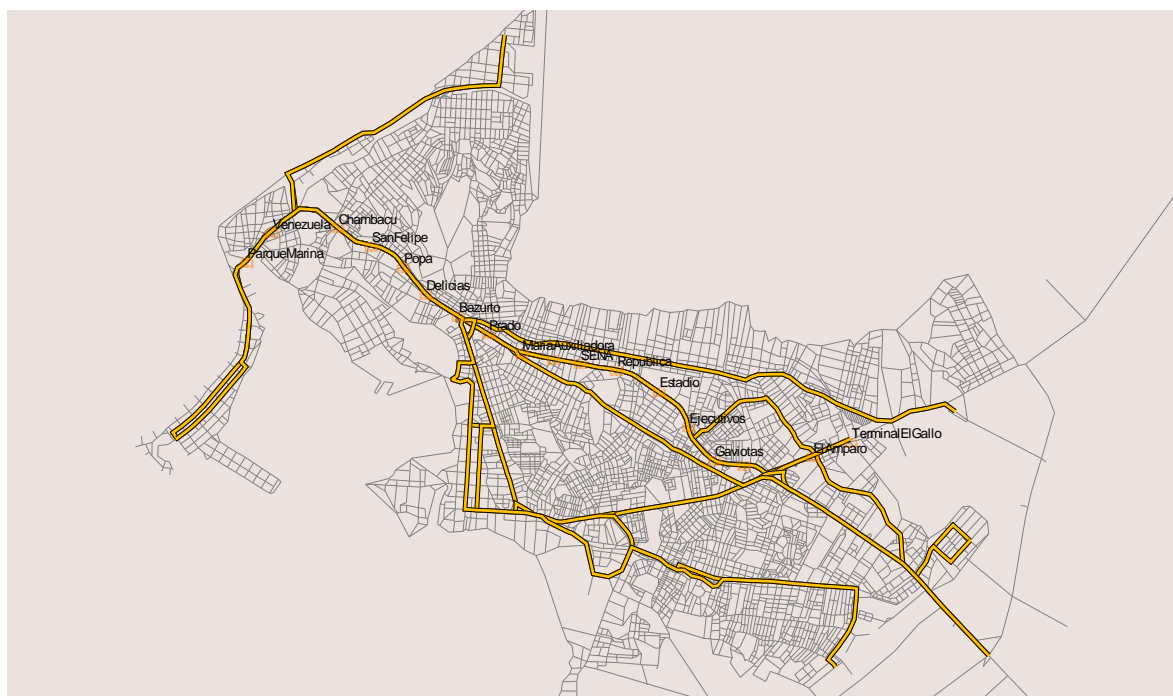 Chambacu
Venezuela
SanFelipe
ParqueMarina
Popa
Delicias
Bazurto
Prado
MariaAuxiliadora
SENA
Republica
Estadio
Ejecutivos
TerminalElGallo
ElAmparo
Gaviotas